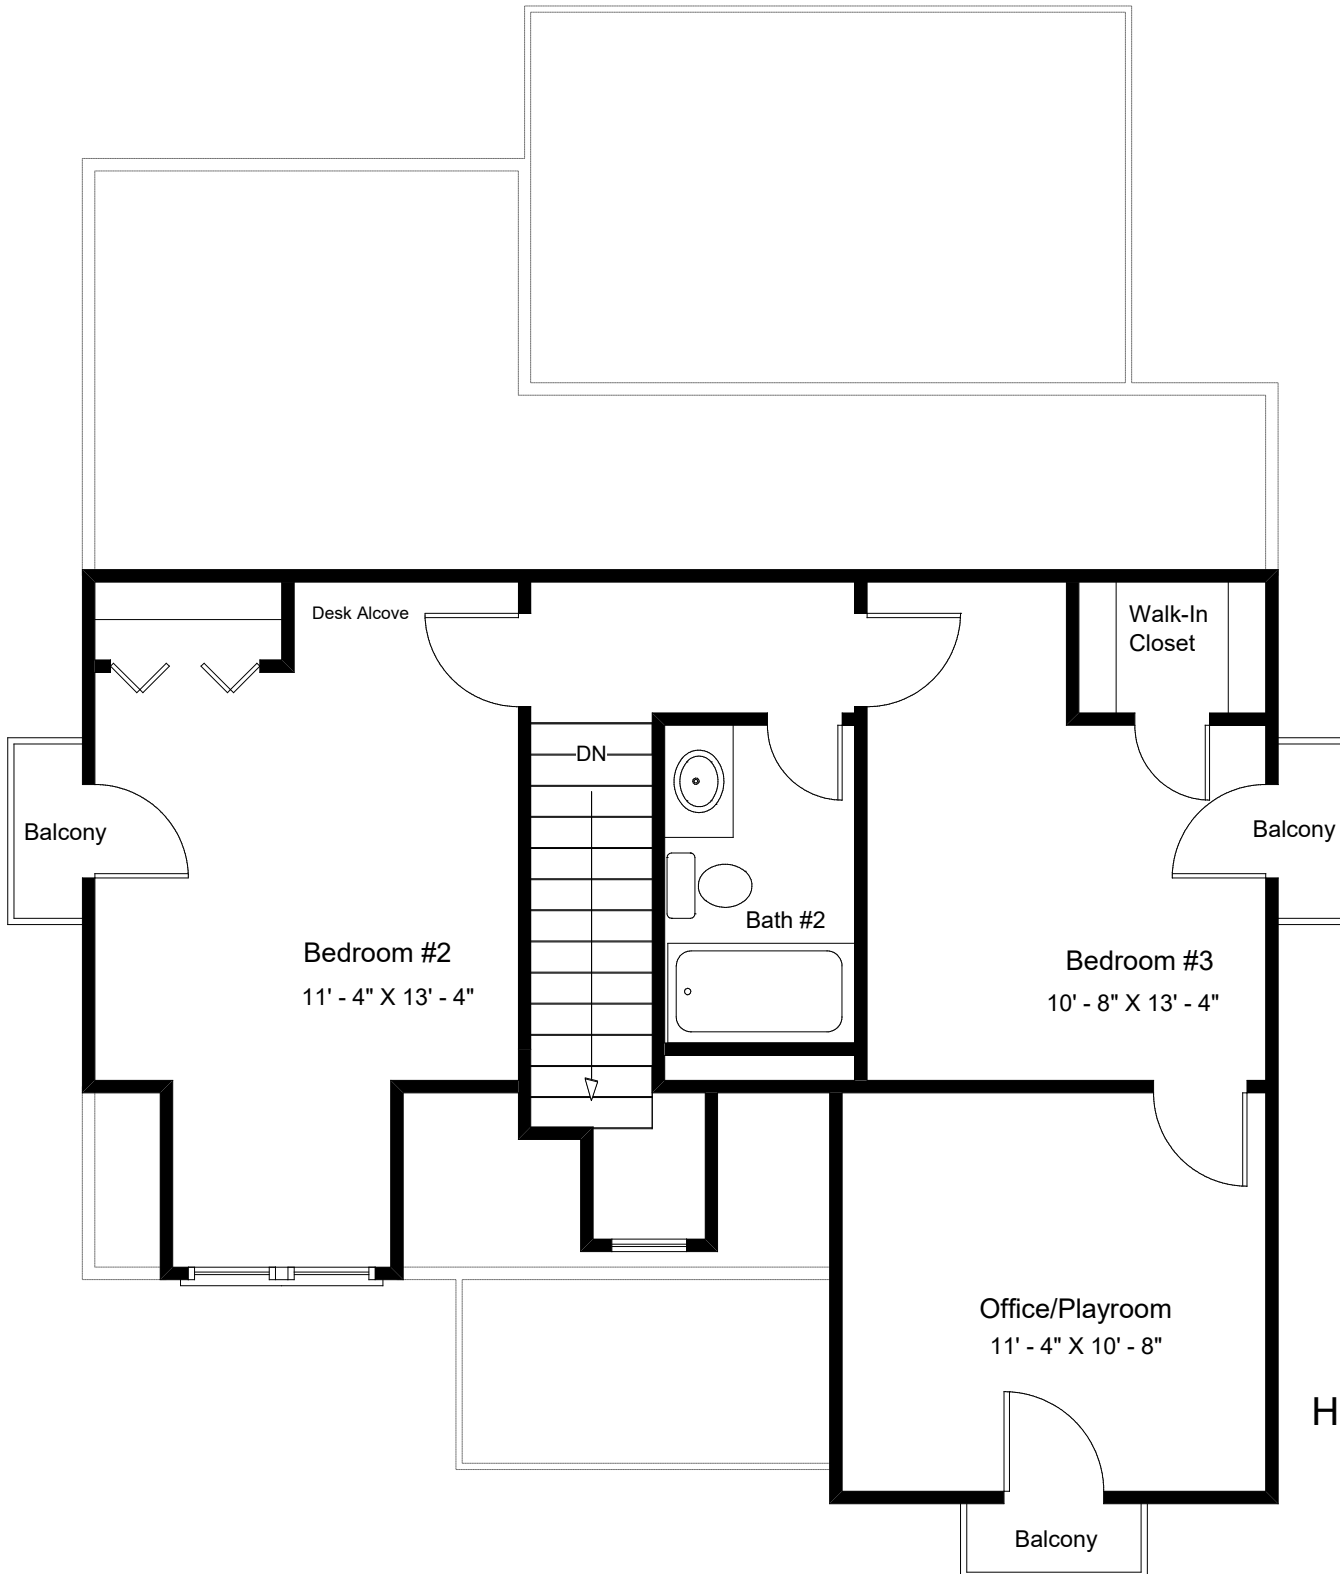 Desk Alcove
Walk-In
Closet
DN
Balcony
Balcony
Bath #2
Bedroom #2
11' - 4" X 13' - 4"
Bedroom #3
10' - 8" X 13' - 4"
Office/Playroom
11' - 4" X 10' - 8"
H
Balcony